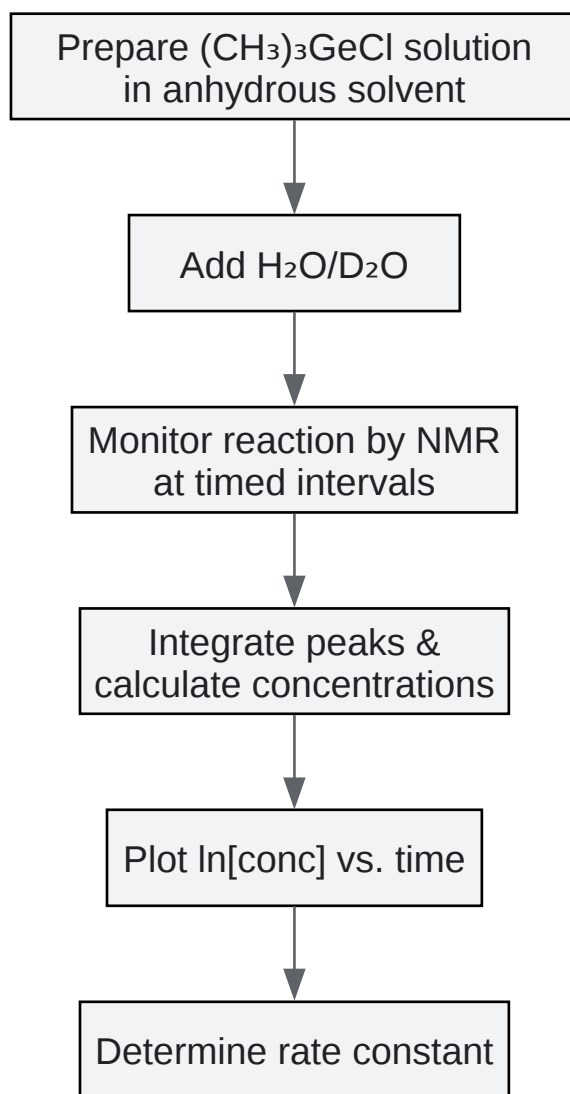 Prepare (CH₃)₃GeCl solution
in anhydrous solvent
Add H₂O/D₂O
Monitor reaction by NMR
at timed intervals
Integrate peaks &
calculate concentrations
Plot ln[conc] vs. time
Determine rate constant